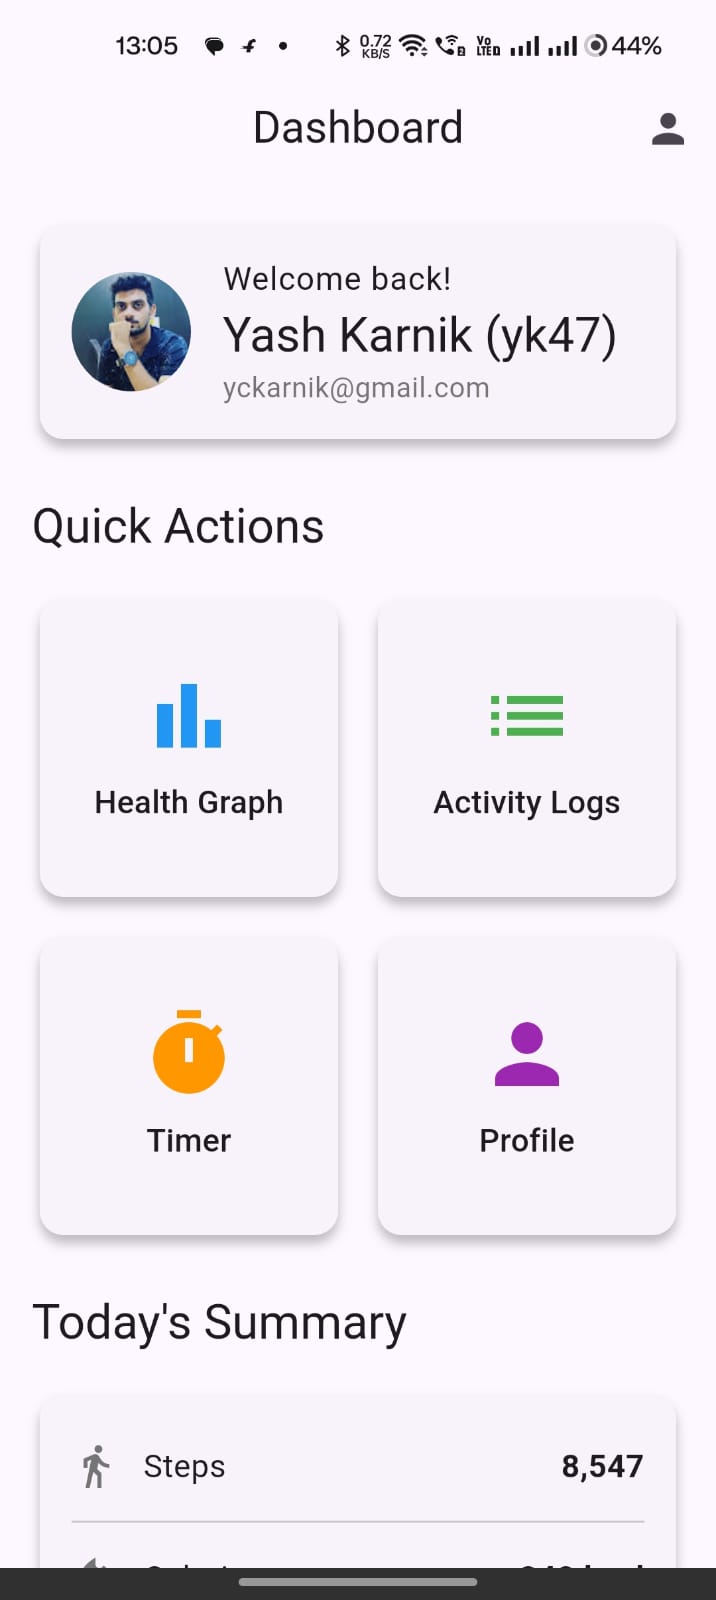 13:05
0.72 KB/S
Vo LTE
44%
Dashboard
Welcome back!
Yash Karnik (yk47)
yckarnik@gmail.com
Quick Actions
Health Graph
Activity Logs
Timer
Profile
Today's Summary
Steps
8,547